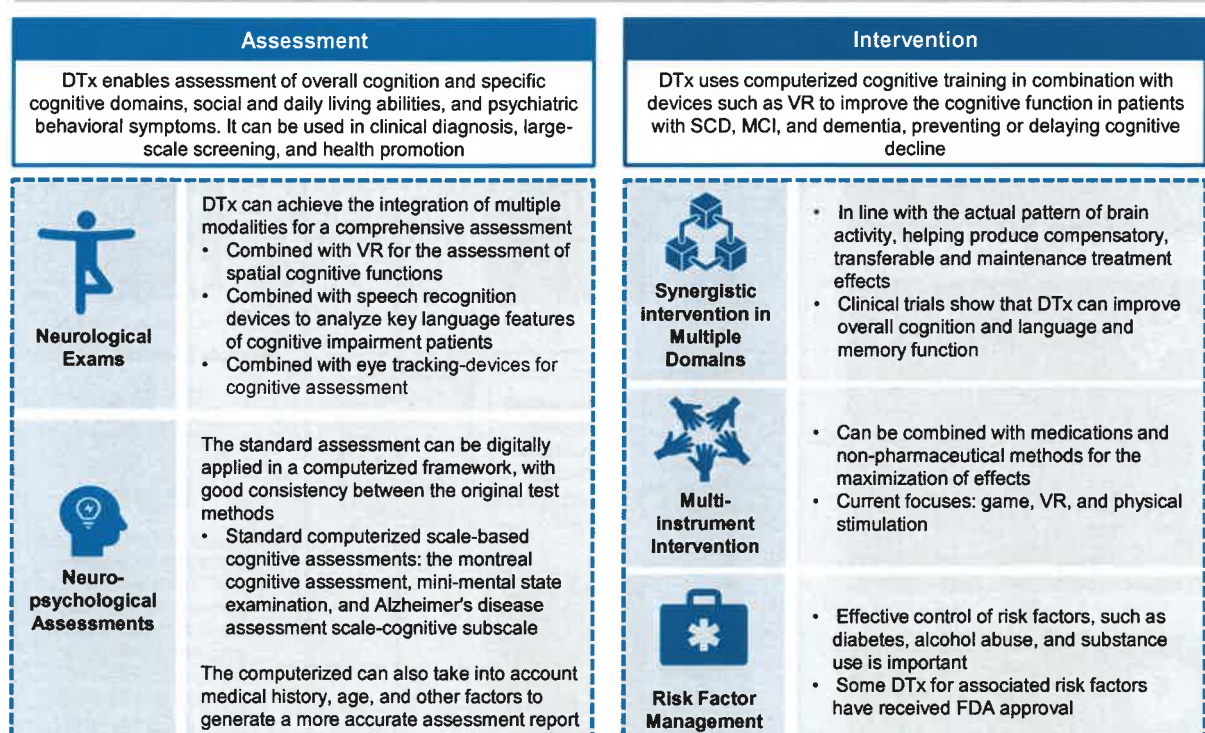 Assessment
DTx enables assessment of overall cognition and specific
cognitive domains, social and daily living abilities, and psychiatric
behavioral symptoms. It can be used in clinical diagnosis, large-
scale screening, and health promotion
Neurological
Exams
DTx can achieve the integration of multiple
modalities for a comprehensive assessment
• Combined with VR for the assessment of
spatial cognitive functions
• Combined with speech recognition
devices to analyze key language features
of cognitive impairment patients
• Combined with eye tracking-devices for
cognitive assessment
Neuro-
psychological
Assessments
The standard assessment can be digitally
applied in a computerized framework, with
good consistency between the original test
methods
• Standard computerized scale-based
cognitive assessments: the montreal
cognitive assessment, mini-mental state
examination, and Alzheimer's disease
assessment scale-cognitive subscale
The computerized can also take into account
medical history, age, and other factors to
generate a more accurate assessment report
Intervention
DTx uses computerized cognitive training in combination with
devices such as VR to improve the cognitive function in patients
with SCD, MCI, and dementia, preventing or delaying cognitive
decline
Synergistic
intervention in
Multiple
Domains
• In line with the actual pattern of brain
activity, helping produce compensatory,
transferable and maintenance treatment
effects
• Clinical trials show that DTx can improve
overall cognition and language and
memory function
Multi-
instrument
Intervention
• Can be combined with medications and
non-pharmaceutical methods for the
maximization of effects
• Current focuses: game, VR, and physical
stimulation
Risk Factor
Management
• Effective control of risk factors, such as
diabetes, alcohol abuse, and substance
use is important
• Some DTx for associated risk factors
have received FDA approval